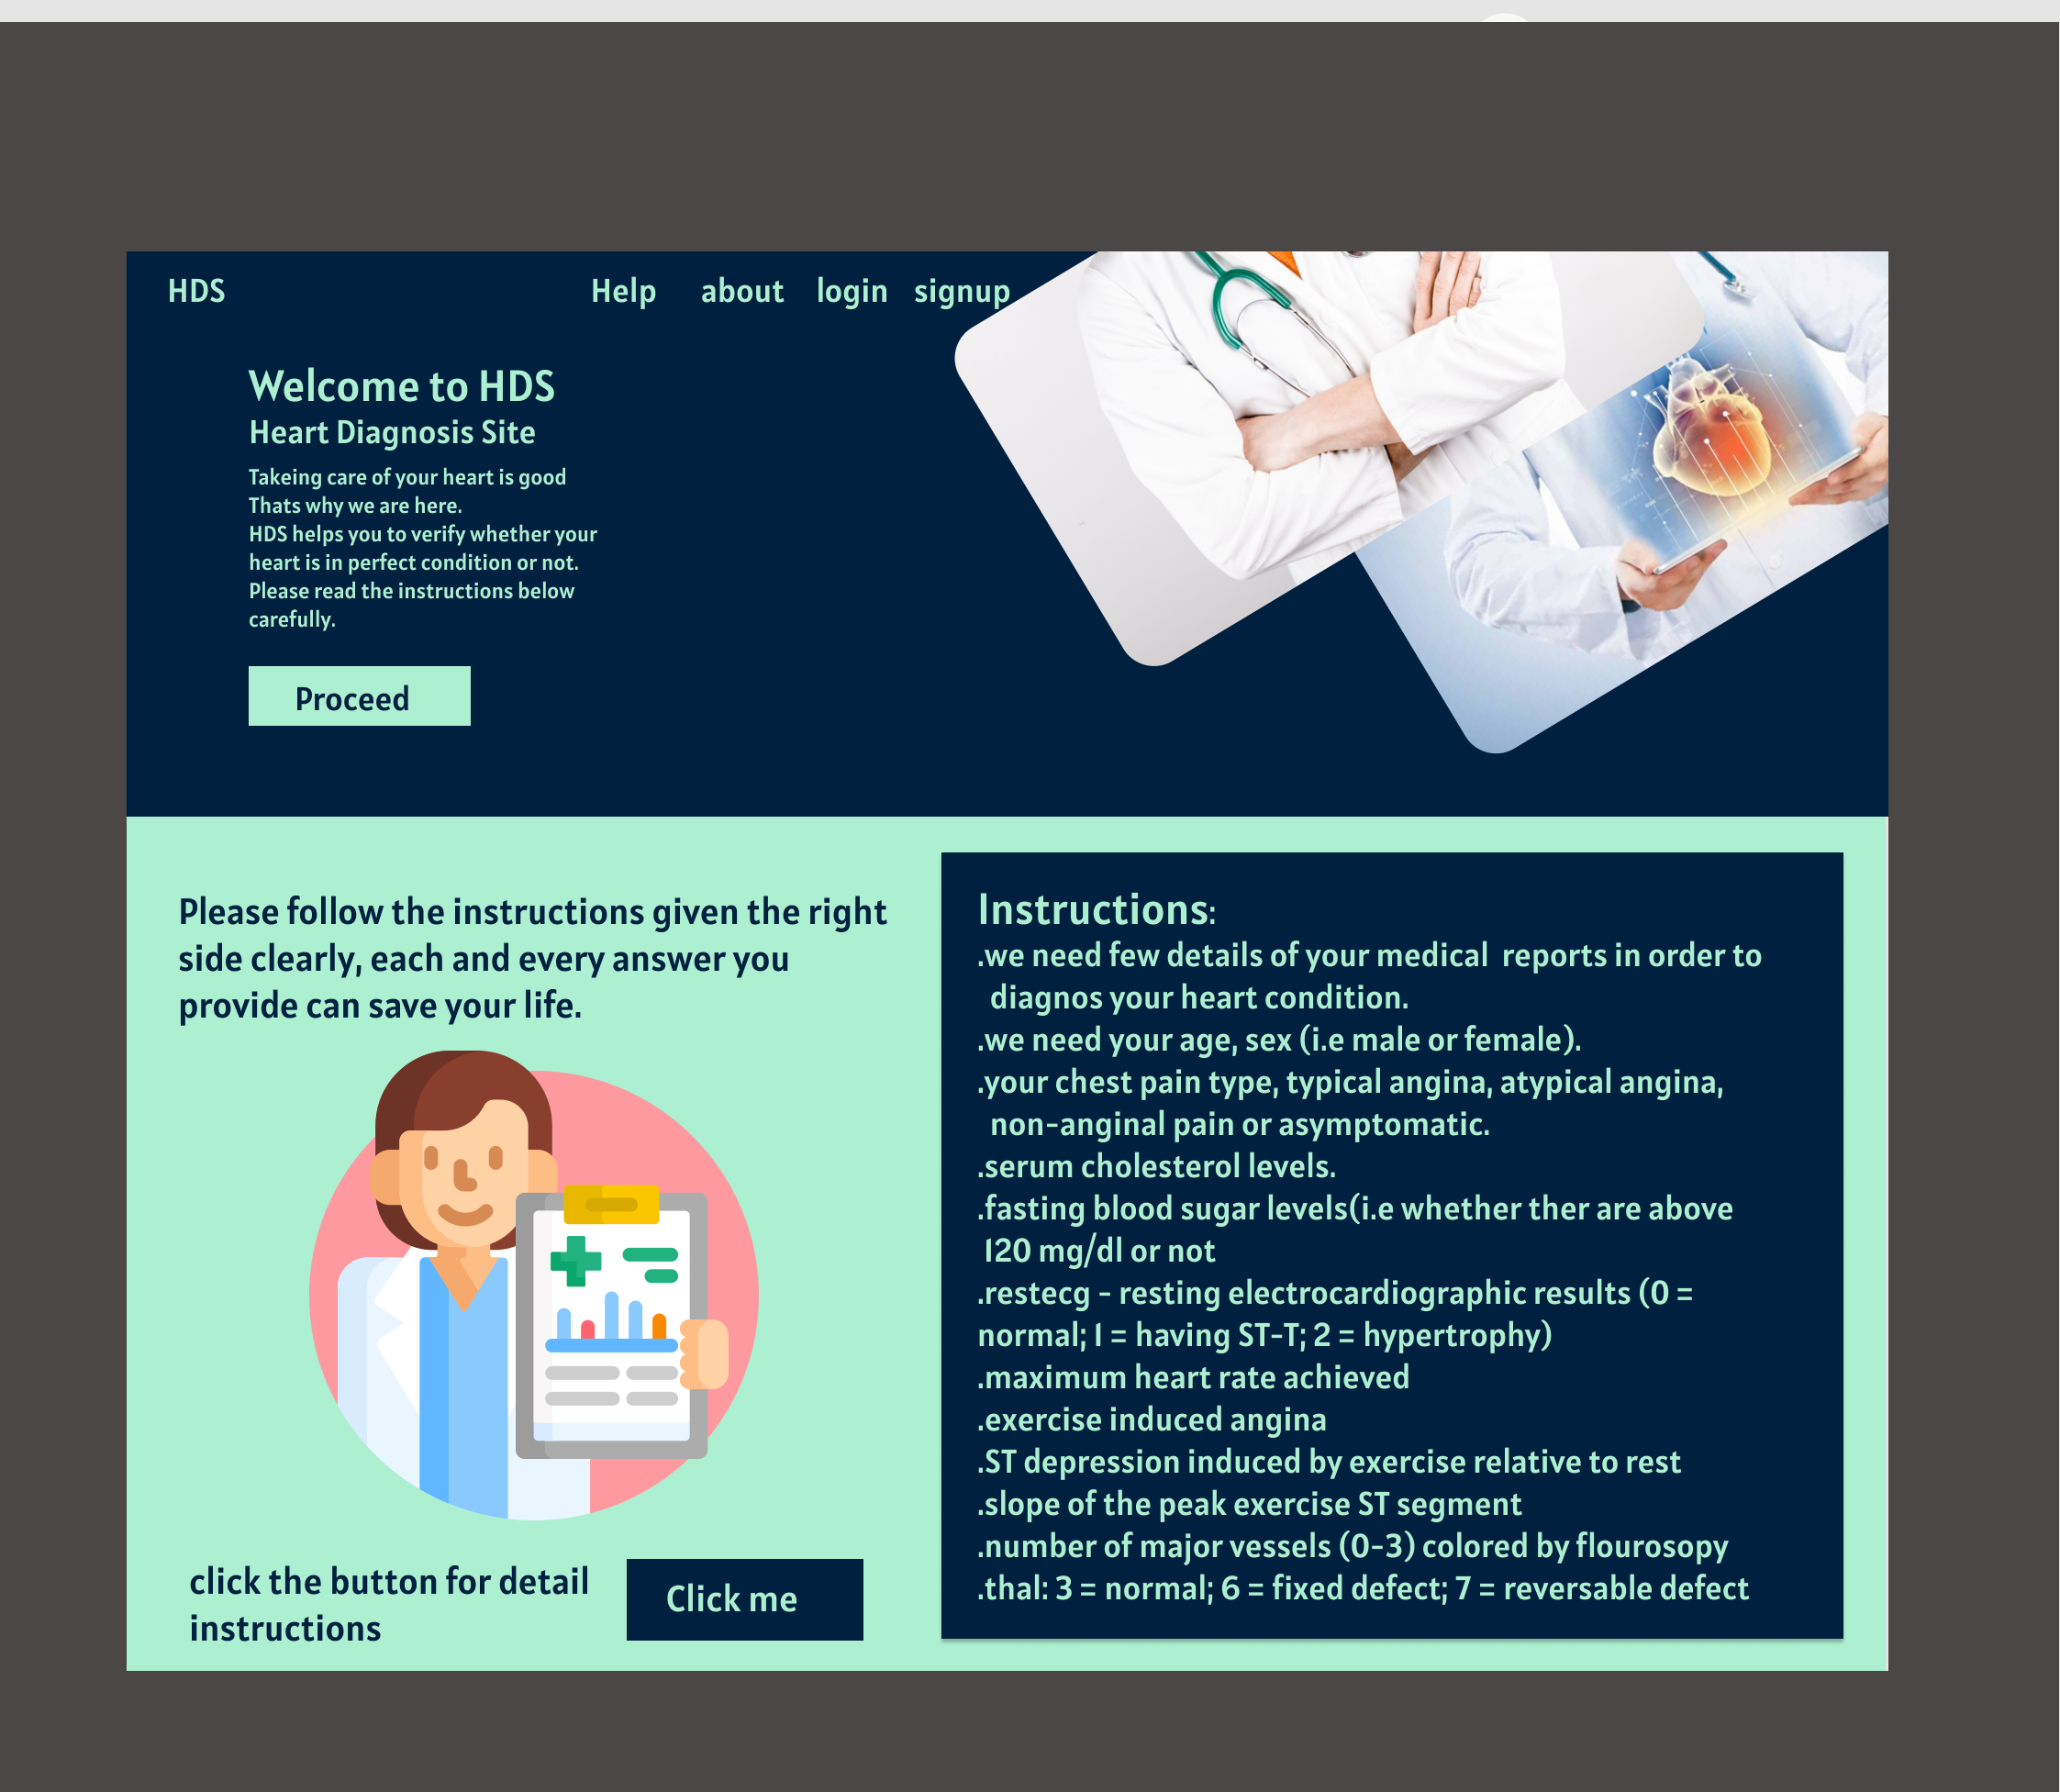 HDS
Help about login signup
Welcome to HDS
Heart Diagnosis Site
Takeing care of your heart is good
Thats why we are here.
HDS helps you to verify whether your
heart is in perfect condition or not.
Please read the instructions below
carefully.
Proceed
Please follow the instructions given the right
side clearly, each and every answer you
provide can save your life.
click the button for detail
instructions
Click me
Instructions:
.we need few details of your medical  reports in order to
diagnos your heart condition.
.we need your age, sex (i.e male or female).
.your chest pain type, typical angina, atypical angina,
non-anginal pain or asymptomatic.
.serum cholesterol levels.
.fasting blood sugar levels(i.e whether ther are above
120 mg/dl or not
.restecg - resting electrocardiographic results (0 =
normal; 1 = having ST-T; 2 = hypertrophy)
.maximum heart rate achieved
.exercise induced angina
.ST depression induced by exercise relative to rest
.slope of the peak exercise ST segment
.number of major vessels (0-3) colored by flourosopy
.thal: 3 = normal; 6 = fixed defect; 7 = reversable defect